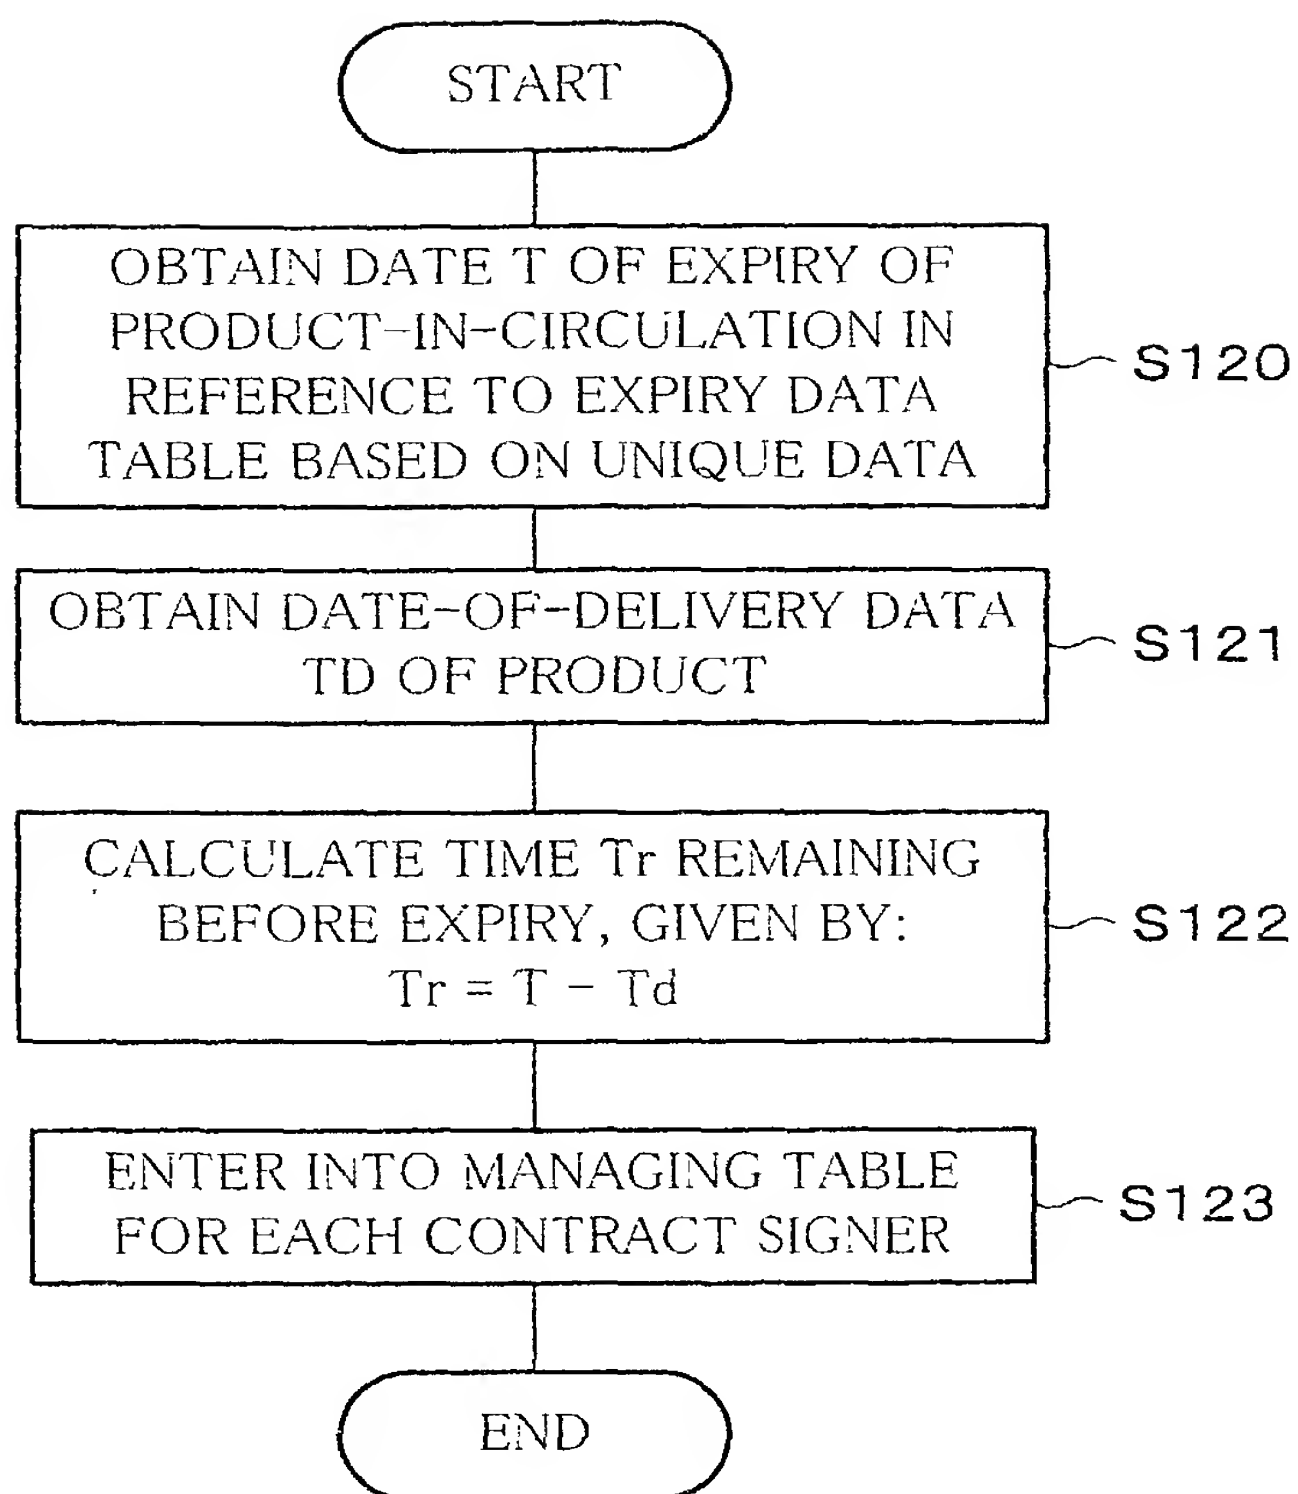 START
OBTAIN DATE T OF EXPIRY OF
PRODUCT-IN-CIRCULATION IN
REFERENCE TO EXPIRY DATA
TABLE BASED ON UNIQUE DATA
S120
OBTAIN DATE-OF-DELIVERY DATA
TD OF PRODUCT
S121
CALCULATE TIME Tr REMAINING
BEFORE EXPIRY, GIVEN BY:
Tr = T - Td
S122
ENTER INTO MANAGING TABLE
FOR EACH CONTRACT SIGNER
S123
END